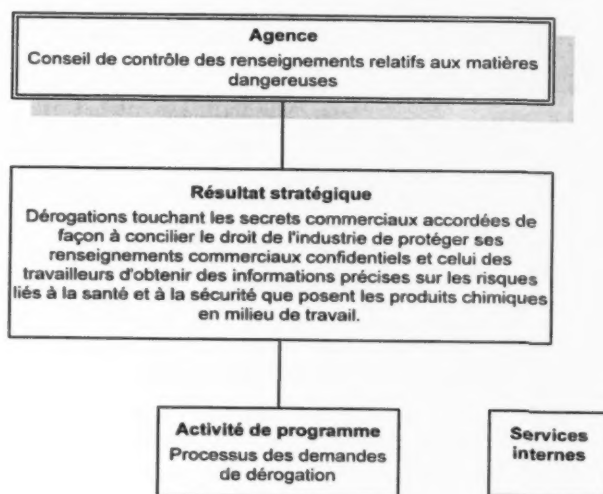 Agence
Conseil de contrôle des renseignements relatifs aux matières
dangereuses
Résultat stratégique
Dérogations touchant les secrets commerciaux accordées de
façon à concilier le droit de l'industrie de protéger ses
renseignements commerciaux confidentiels et celui des
travailleurs d'obtenir des informations précises sur les risques
liés à la santé et à la sécurité que posent les produits chimiques
en milieu de travail.
Activité de programme
Processus des demandes
de dérogation
Services
internes